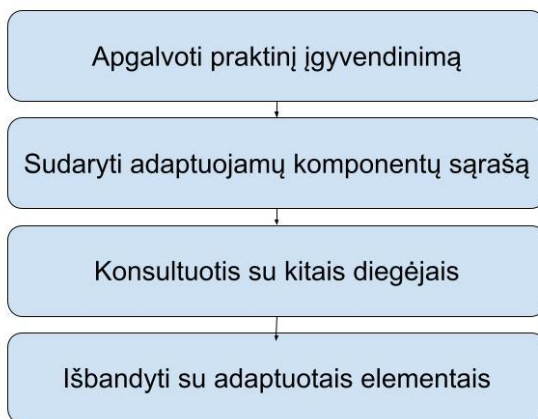 Apgalvoti praktinį įgyvendinimą
Sudaryti adaptuojamų komponentų sąrašą
Konsultuotis su kitais diegėjais
Išbandyti su adaptuotais elementais